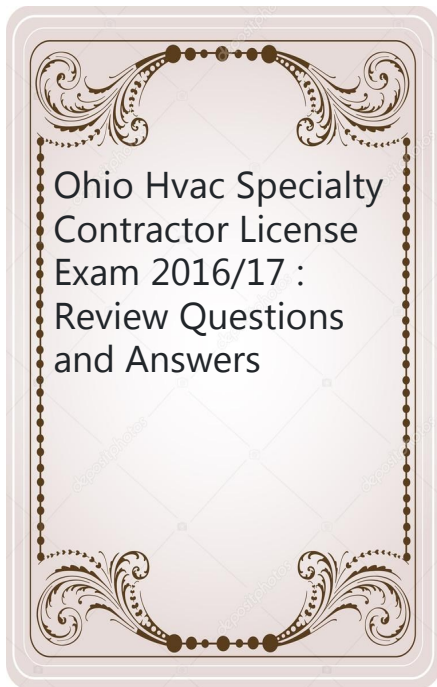 Ohio Hvac Specialty
Contractor License
Exam 2016/17 :
Review Questions
and Answers